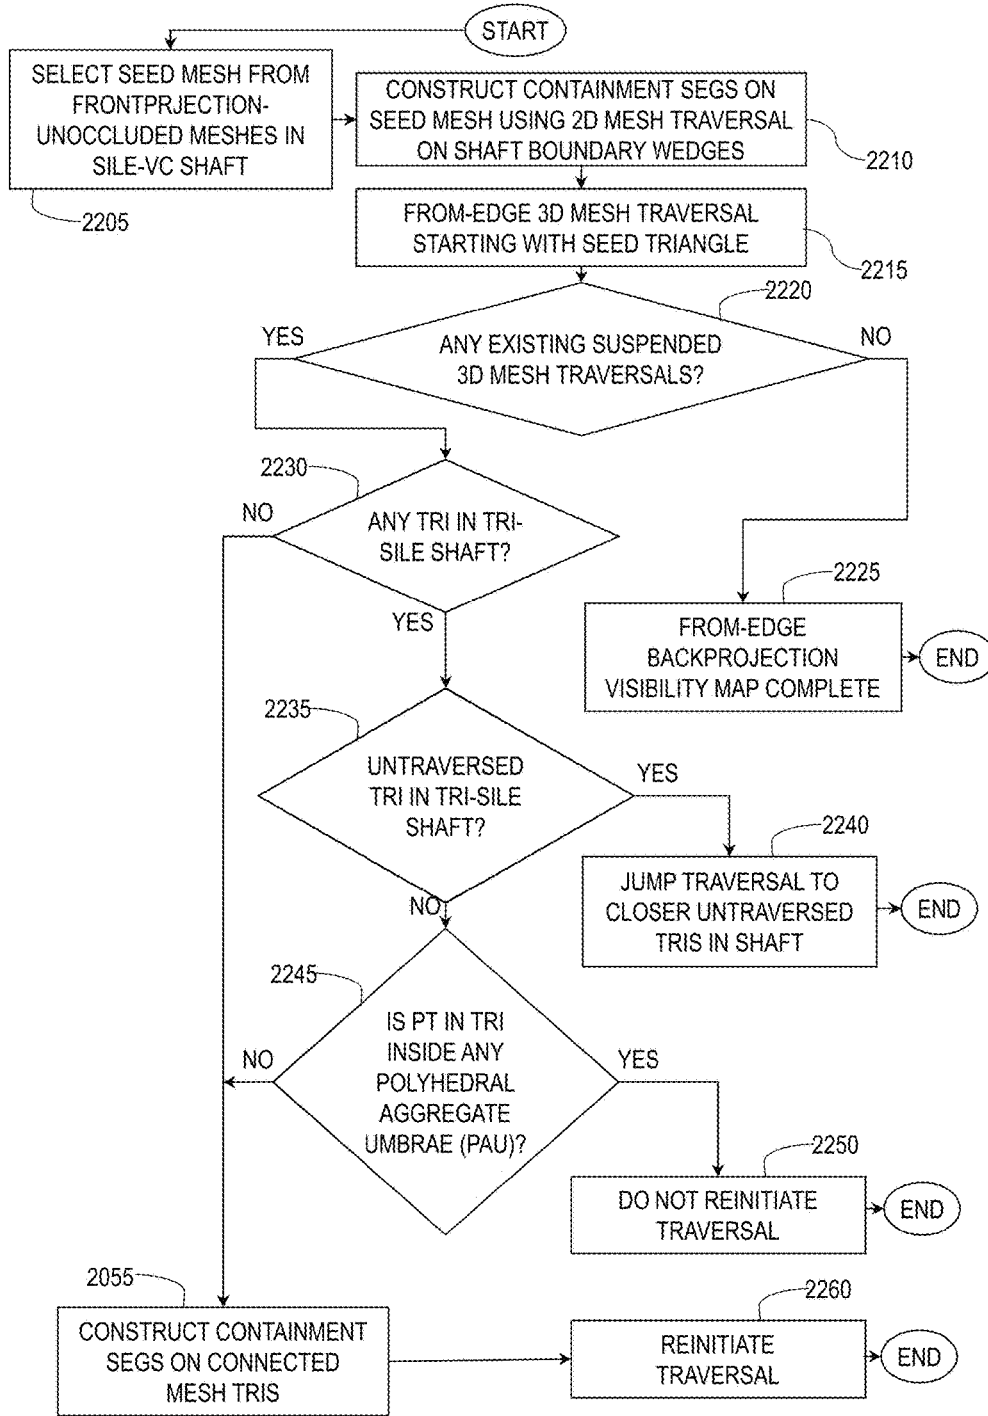 START
SELECT SEED MESH FROM
FRONTPRJECTION-
UNOCCLUDED MESHES IN
SILE-VC SHAFT
2205
CONSTRUCT CONTAINMENT SEGS ON
SEED MESH USING 2D MESH TRAVERSAL
ON SHAFT BOUNDARY WEDGES
2210
FROM-EDGE 3D MESH TRAVERSAL
STARTING WITH SEED TRIANGLE
2215
2220
YES
ANY EXISTING SUSPENDED
3D MESH TRAVERSALS?
NO
2230
NO
ANY TRI IN TRI-
SILE SHAFT?
YES
2225
FROM-EDGE
BACKPROJECTION
VISIBILITY MAP COMPLETE
END
2235
UNTRAVERSED
TRI IN TRI-SILE
SHAFT?
YES
NO
2240
JUMP TRAVERSAL TO
CLOSER UNTRAVERSED
TRIS IN SHAFT
END
2245
NO
IS PT IN TRI
INSIDE ANY
POLYHEDRAL
AGGREGATE
UMBRAE (PAU)?
YES
2250
DO NOT REINITIATE
TRAVERSAL
END
2055
CONSTRUCT CONTAINMENT
SEGS ON CONNECTED
MESH TRIS
2260
REINITIATE
TRAVERSAL
END